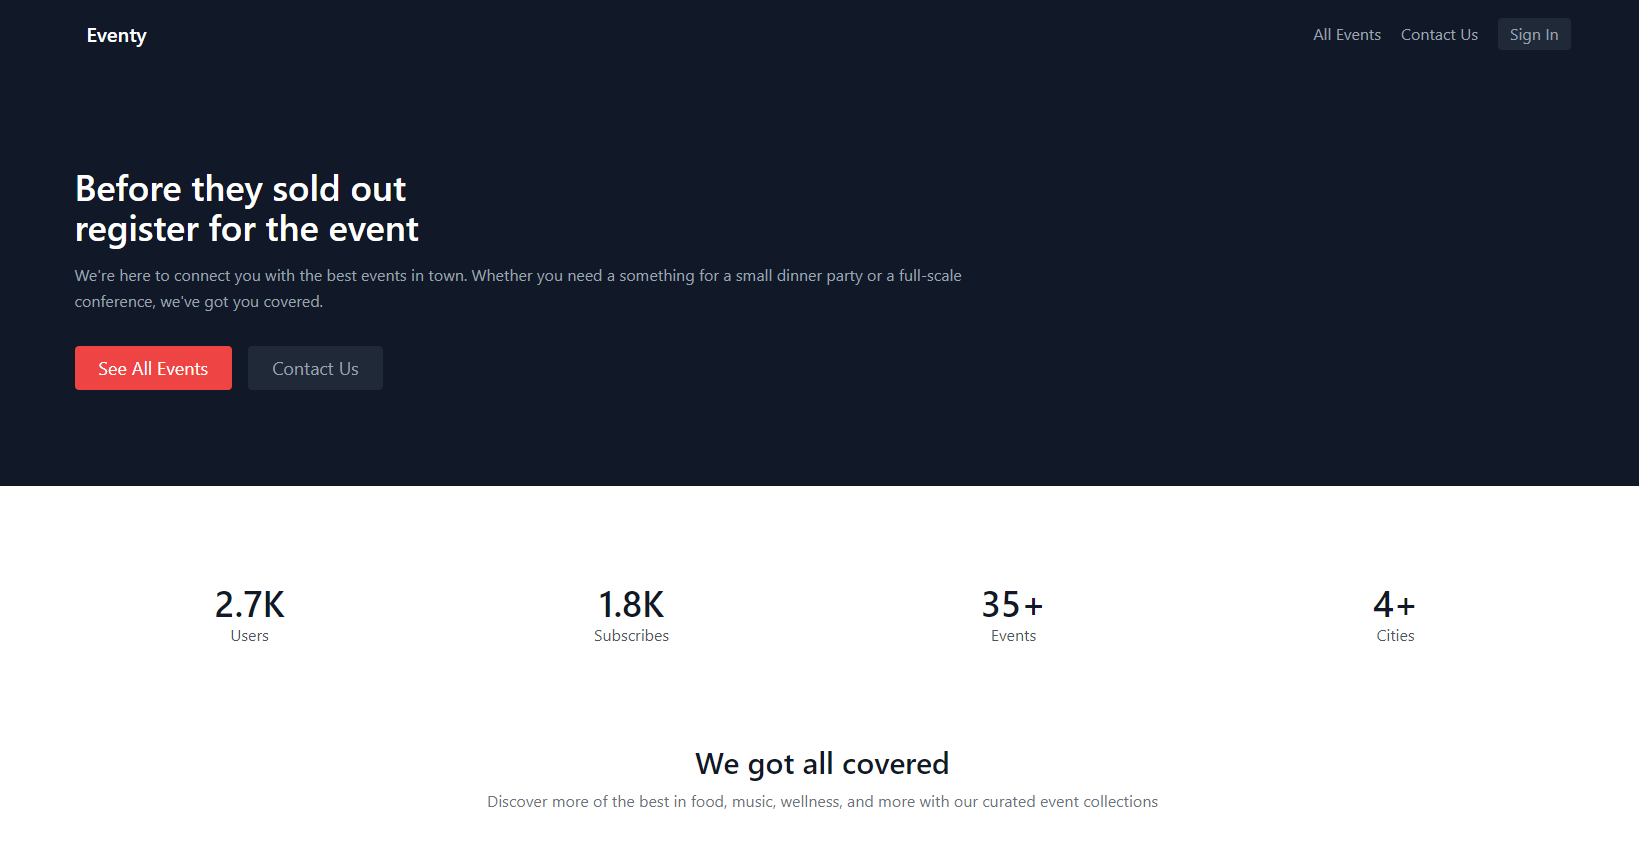 Eventy
All Events
Contact Us
Sign In
Before they sold out
register for the event
We're here to connect you with the best events in town. Whether you need a something for a small dinner party or a full-scale
conference, we've got you covered.
See All Events
Contact Us
2.7K
Users
1.8K
Subscribes
35+
Events
4+
Cities
We got all covered
Discover more of the best in food, music, wellness, and more with our curated event collections